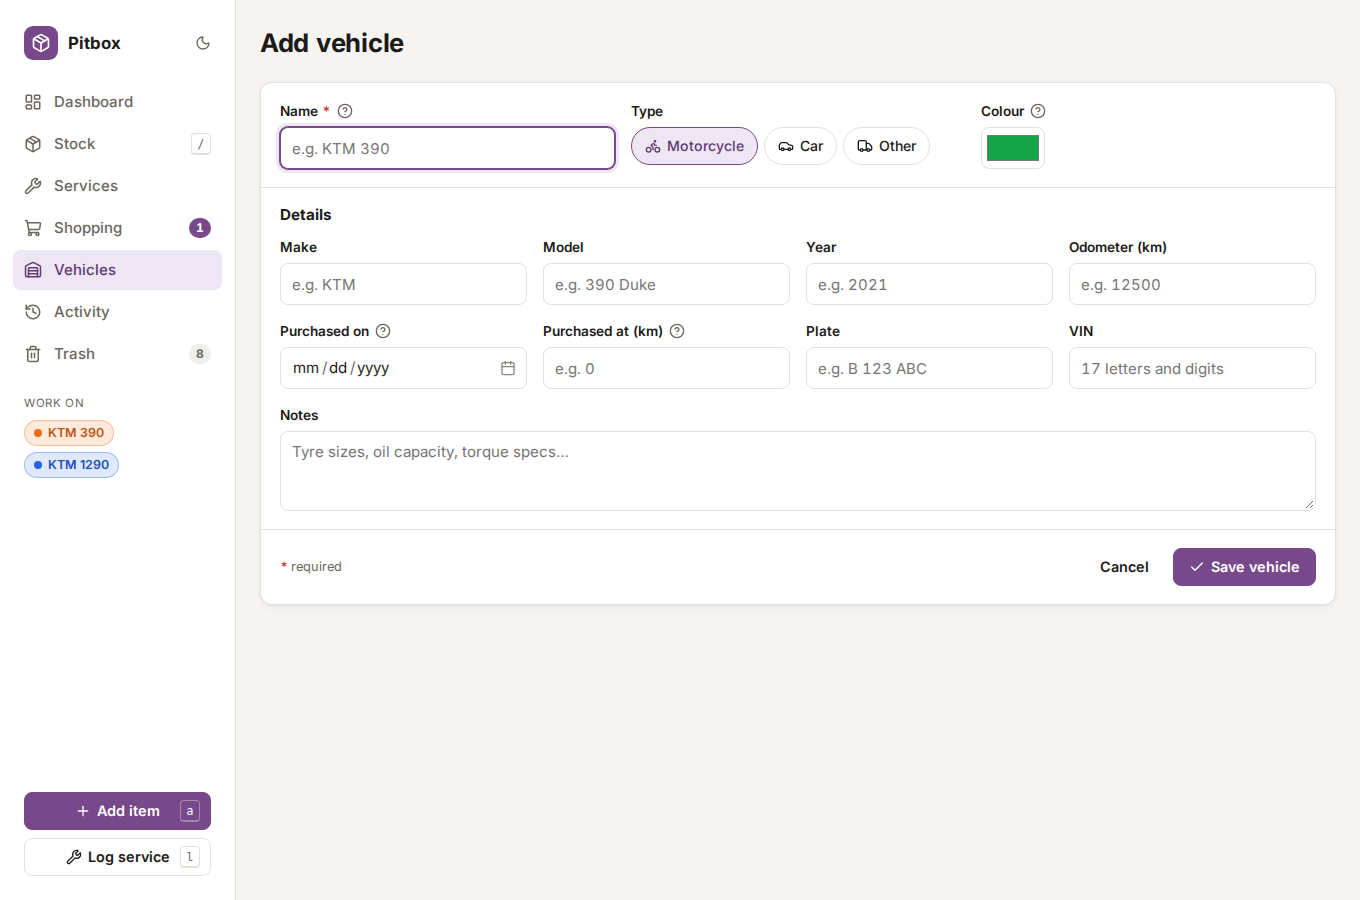 Pitbox
Dashboard
Stock /
Services
Shopping 1
Vehicles
Activity
Trash 8
WORK ON
KTM 390
KTM 1290
Add item a
Log service l
Add vehicle
Name * Type Colour
e.g. KTM 390 Motorcycle Car Other
Details
Make Model Year Odometer (km)
e.g. KTM e.g. 390 Duke e.g. 2021 e.g. 12500
Purchased on Purchased at (km) Plate VIN
mm/dd/yyyy e.g. 0 e.g. B 123 ABC 17 letters and digits
Notes
Tyre sizes, oil capacity, torque specs...
* required Cancel Save vehicle